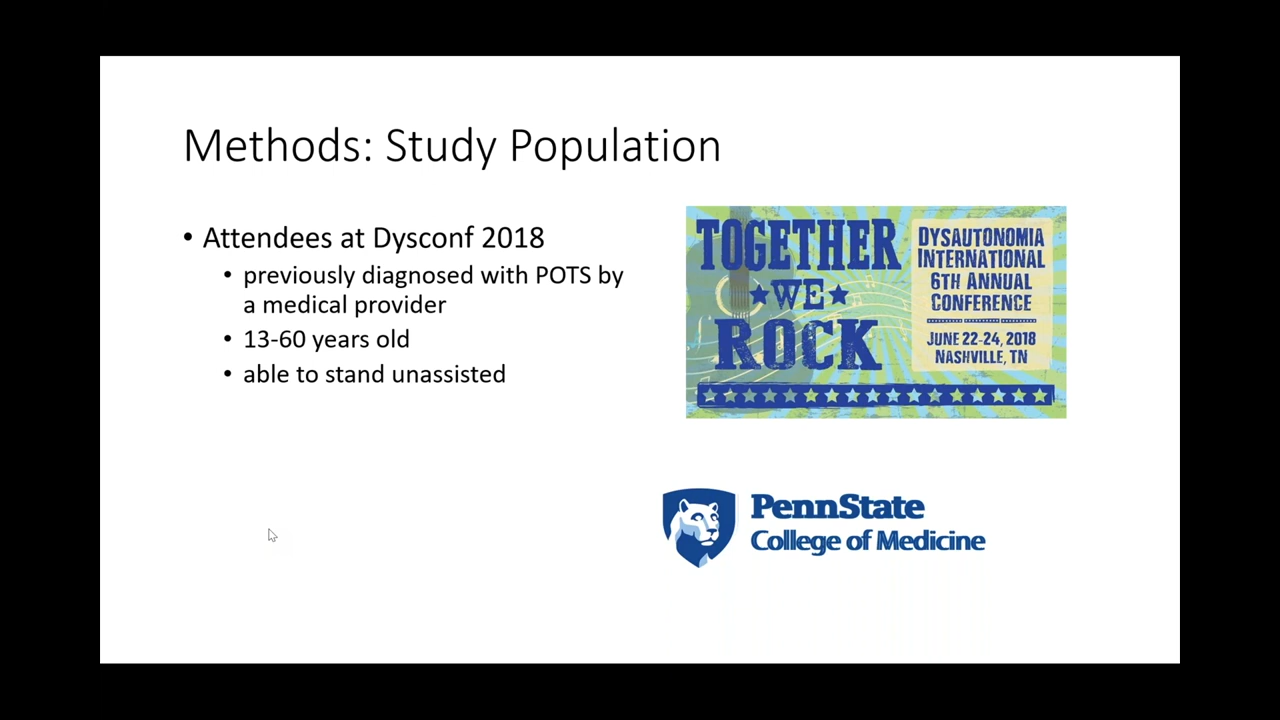 Methods: Study Population
• Attendees at Dysconf 2018
• previously diagnosed with POTS by
a medical provider
• 13-60 years old
• able to stand unassisted
TOGETHER
WE
ROCK
DYSAUTONOMIA
INTERNATIONAL
6TH ANNUAL
CONFERENCE
JUNE 22-24, 2018
NASHVILLE, TN
PennState
College of Medicine